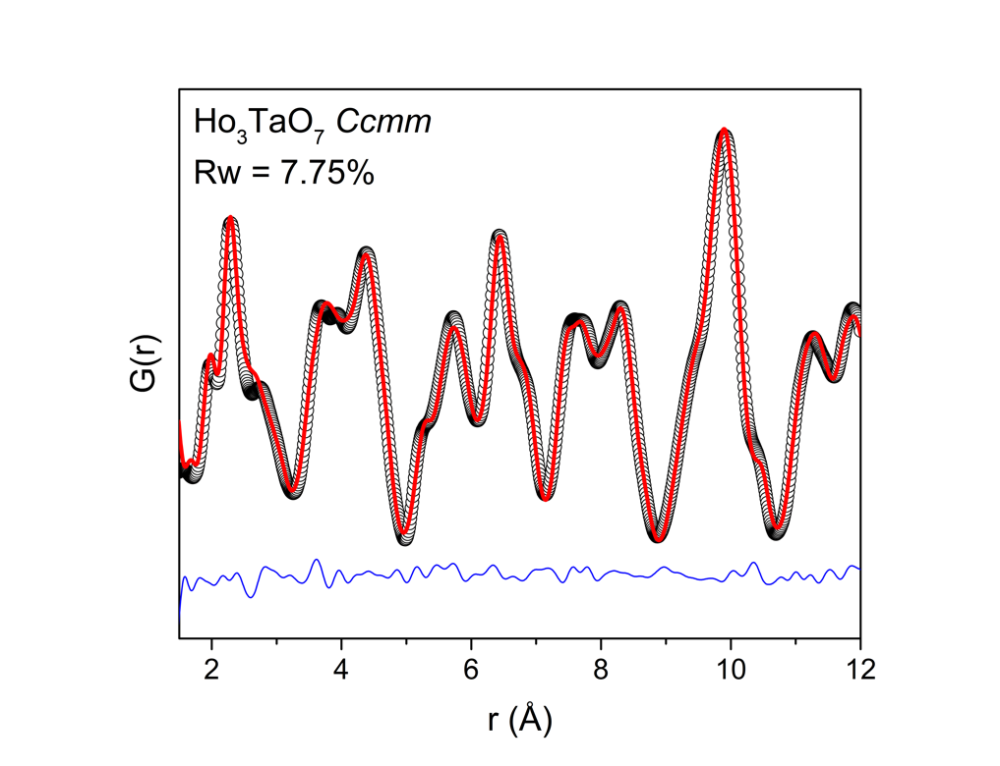 Ho₃TaO₇ Ccmm
Rw = 7.75%
G(r)
2 4 6 8 10 12
r (Å)